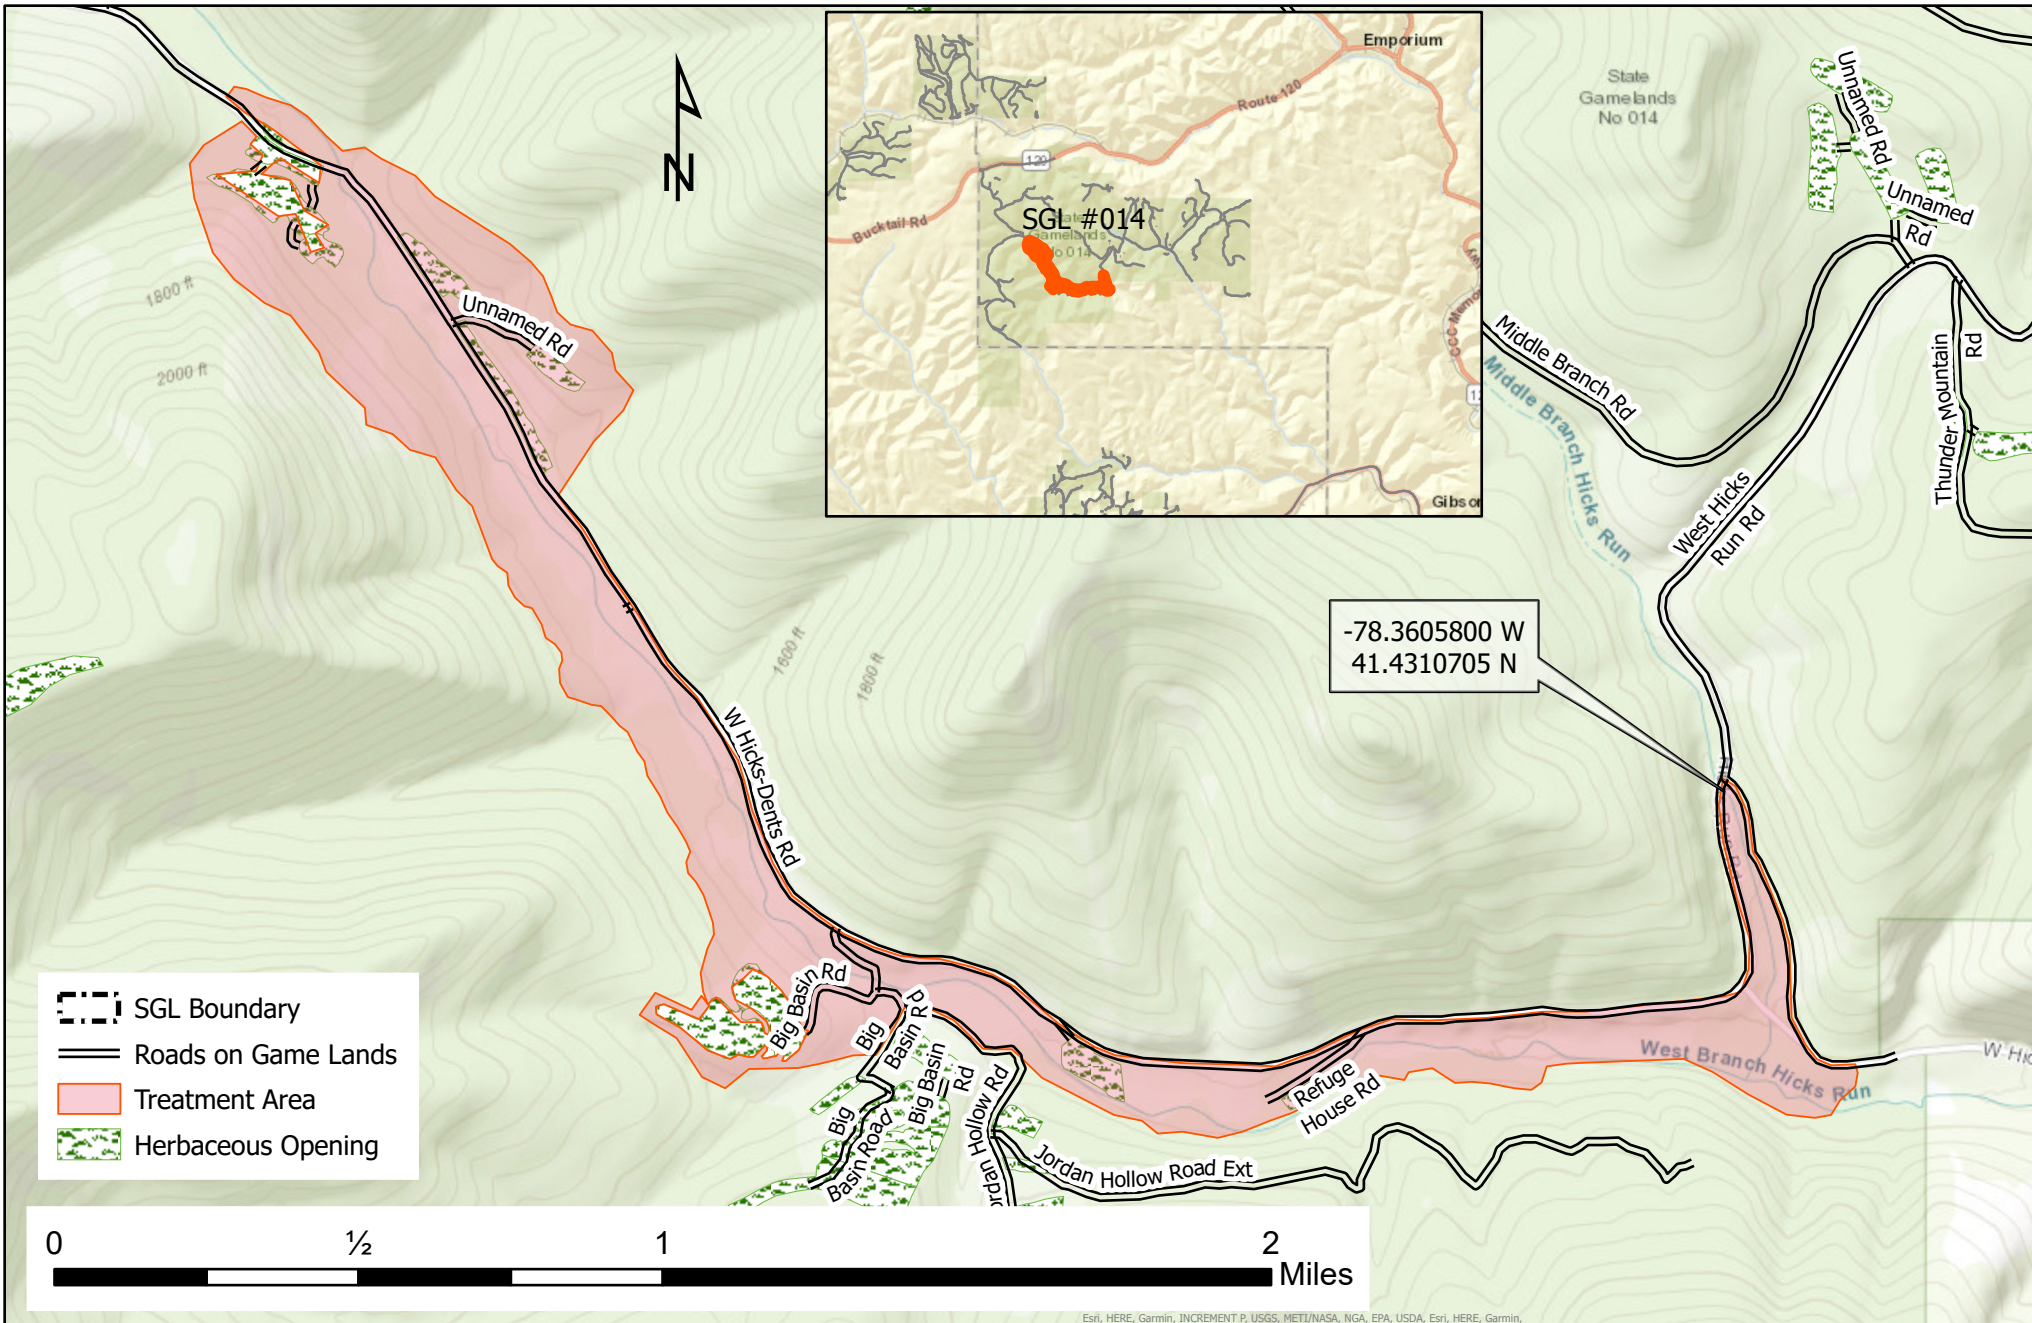 Emporium
Route 120
120
Bucktail Rd
State
Gamelands
No 014
SGL #014
CCC Memo
Gibson
N
State
Gamelands
No 014
Unnamed Rd
Unnamed
Rd
Middle Branch Rd
Middle Branch Hicks Run
West Hicks
Run Rd
Thunder Mountain
Rd
1800 ft
2000 ft
Unnamed Rd
1600 ft
1800 ft
-78.3605800 W
41.4310705 N
W Hicks-Dents Rd
Big Basin Rd
Big
Basin Rd
Big Basin
Rd
Big
Basin Road
Jordan Hollow Rd
ordan Hollow
Jordan Hollow Road Ext
Refuge
House Rd
West Branch Hicks Run
W Hic
SGL Boundary
Roads on Game Lands
Treatment Area
Herbaceous Opening
0 ½ 1 2
Miles
Esri, HERE, Garmin, INCREMENT P, USGS, METI/NASA, NGA, EPA, USDA, Esri, HERE, Garmin,